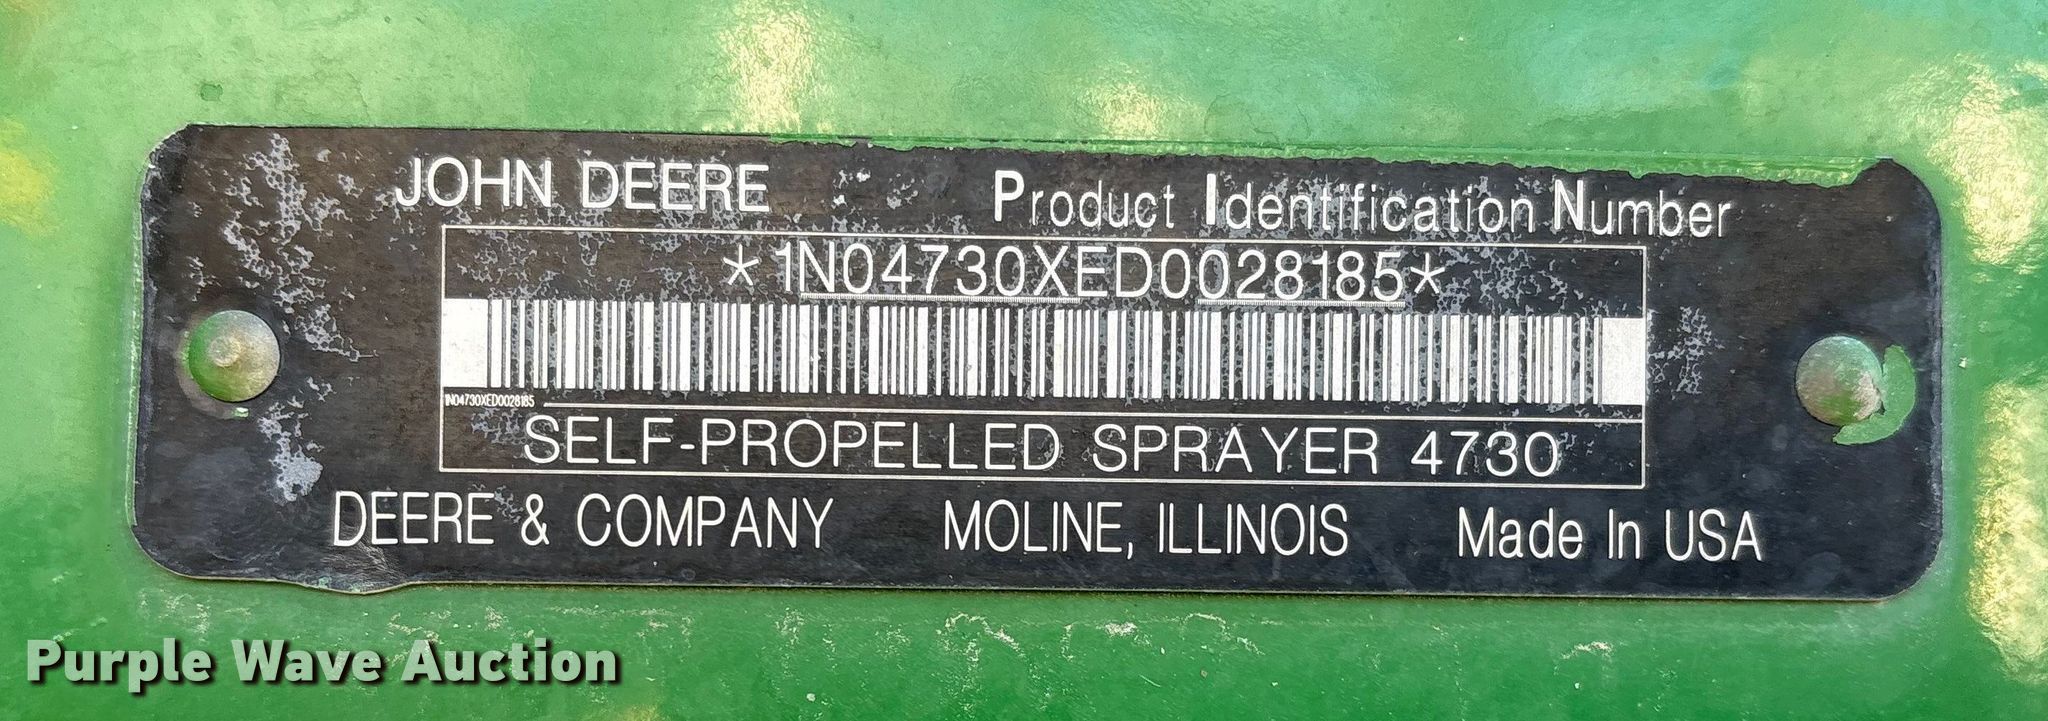 JOHN DEERE Product Identification Number
*1N04730XED0028185*
1N04730XED0028185
SELF-PROPELLED SPRAYER 4730
DEERE & COMPANY MOLINE, ILLINOIS Made In USA
Purple Wave Auction